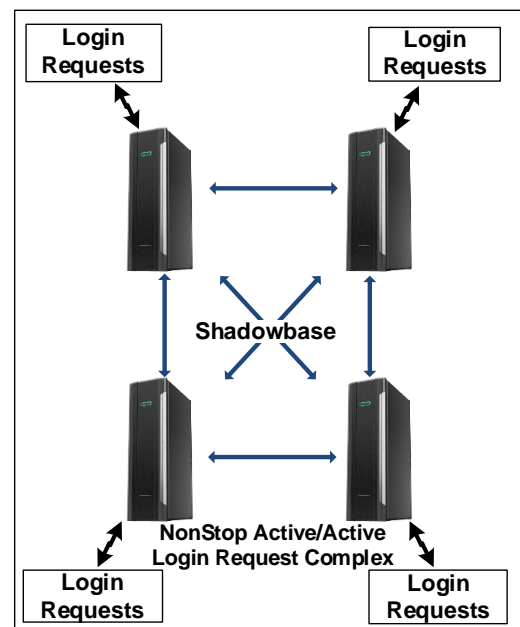 Login
Requests
Login
Requests
Shadowbase
NonStop Active/Active
Login Request Complex
Login
Requests
Login
Requests